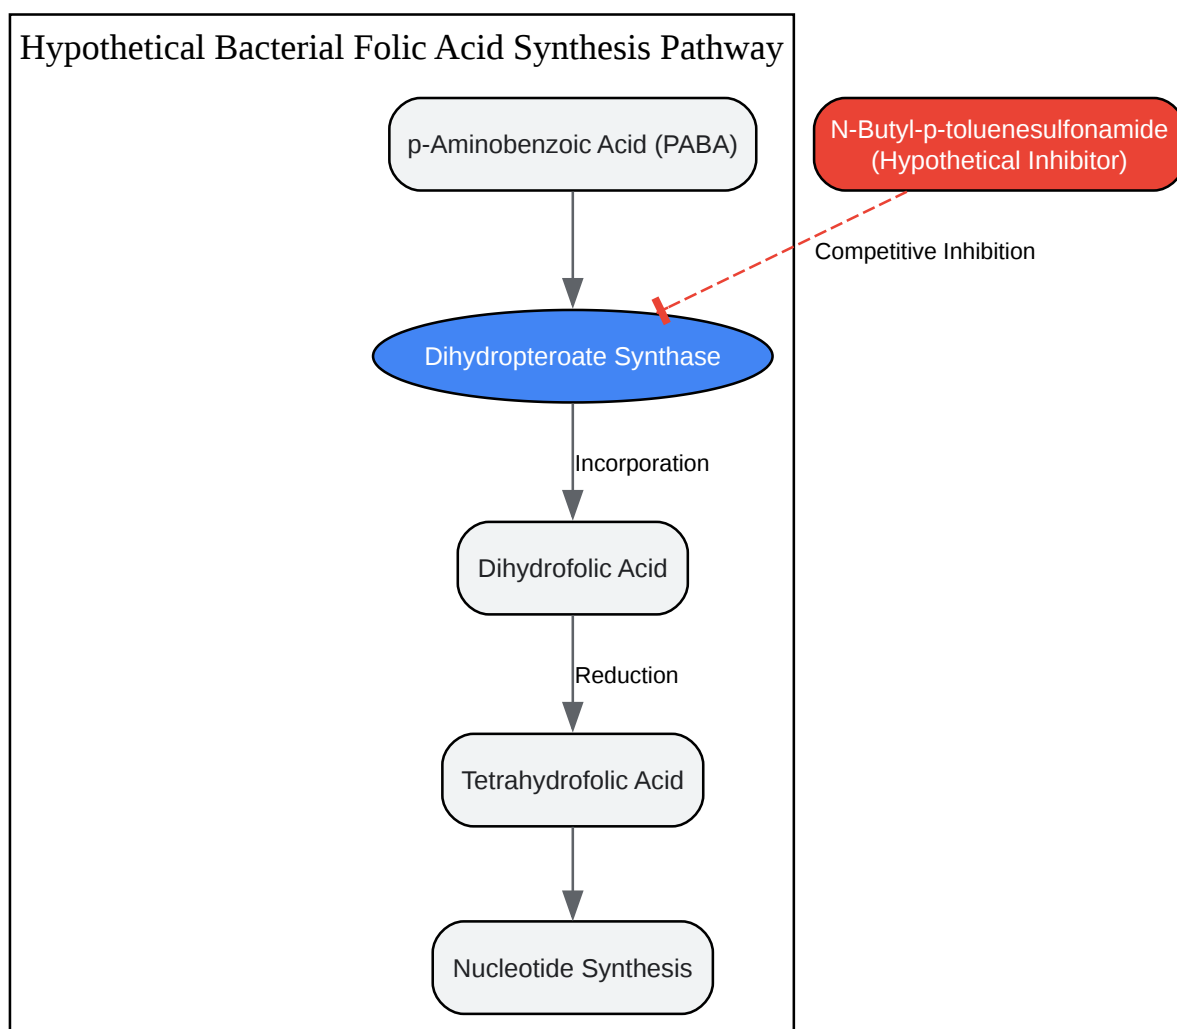 Hypothetical Bacterial Folic Acid Synthesis Pathway
p-Aminobenzoic Acid (PABA)
N-Butyl-p-toluenesulfonamide
(Hypothetical Inhibitor)
Competitive Inhibition
Dihydropteroate Synthase
Incorporation
Dihydrofolic Acid
Reduction
Tetrahydrofolic Acid
Nucleotide Synthesis